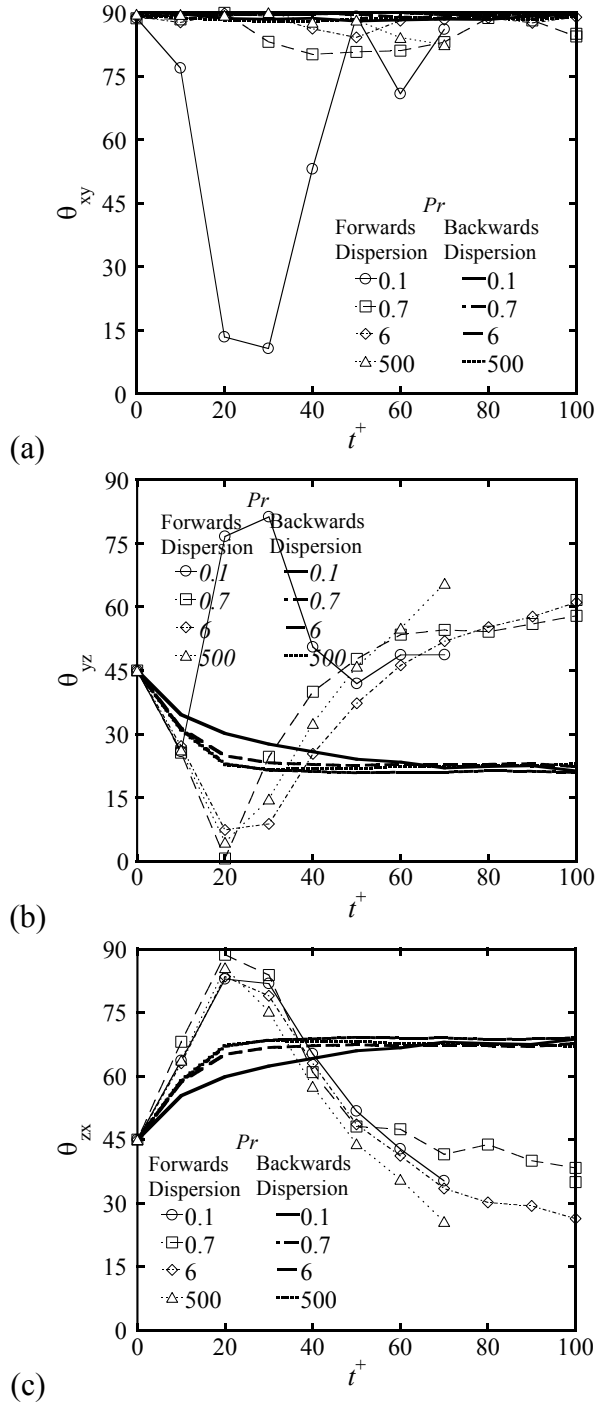 90
75
60
45
30
15
0
θxy
Pr
Forwards Backwards
Dispersion Dispersion
0.1 0.1
0.7 0.7
6 6
500 500
0 20 40 60 80 100
t+
(a)
90
75
60
45
30
15
0
θyz
Pr
Forwards Backwards
Dispersion Dispersion
0.1 0.1
0.7 0.7
6 6
500 500
0 20 40 60 80 100
t+
(b)
90
75
60
45
30
15
0
θzx
Pr
Forwards Backwards
Dispersion Dispersion
0.1 0.1
0.7 0.7
6 6
500 500
0 20 40 60 80 100
t+
(c)